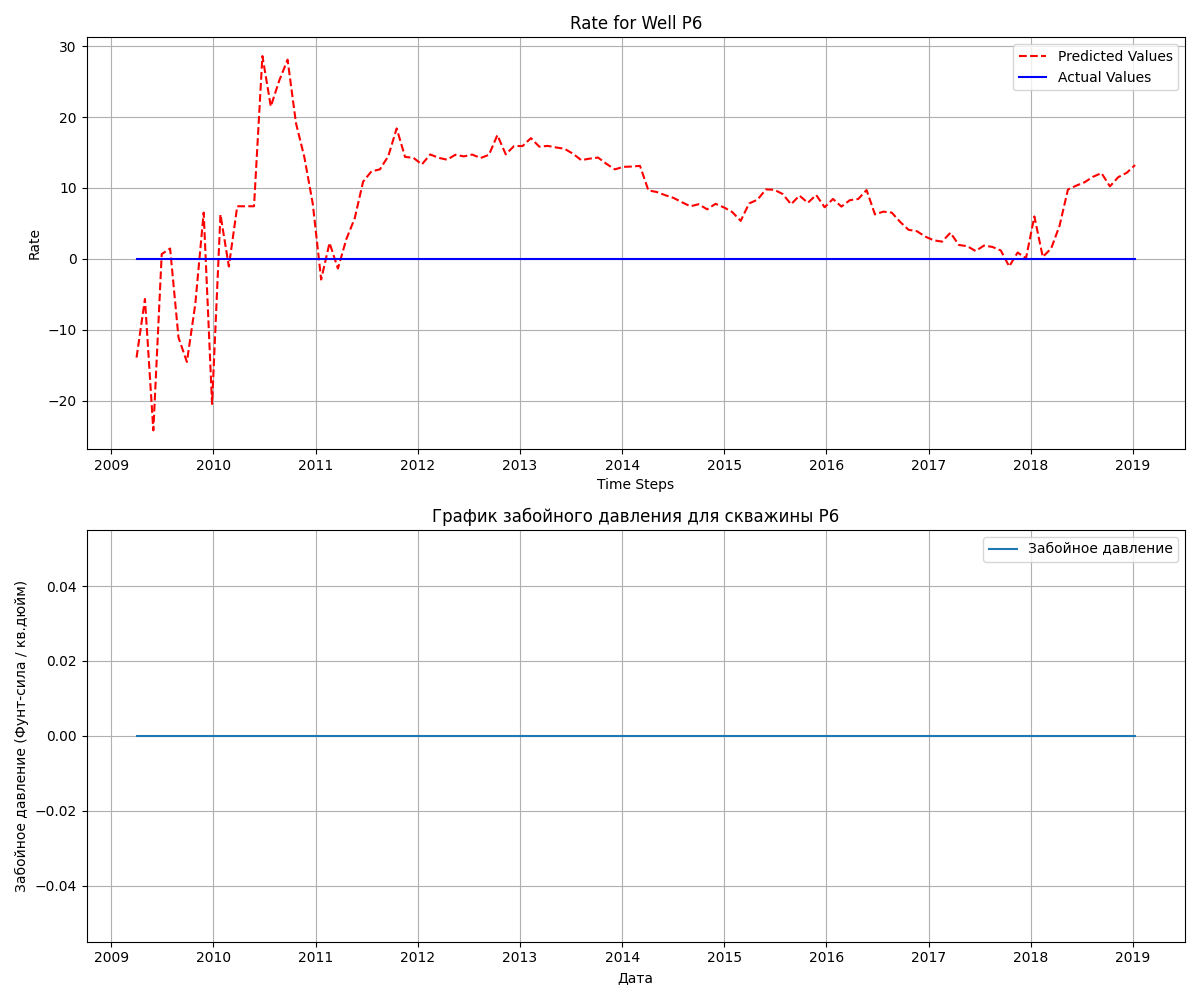 Rate for Well P6
30
20
10
0
−10
−20
Rate
Predicted Values
Actual Values
2009 2010 2011 2012 2013 2014 2015 2016 2017 2018 2019
Time Steps
График забойного давления для скважины P6
0.04
0.02
0.00
−0.02
−0.04
Забойное давление (Фунт-сила / кв.дюйм)
Забойное давление
2009 2010 2011 2012 2013 2014 2015 2016 2017 2018 2019
Дата